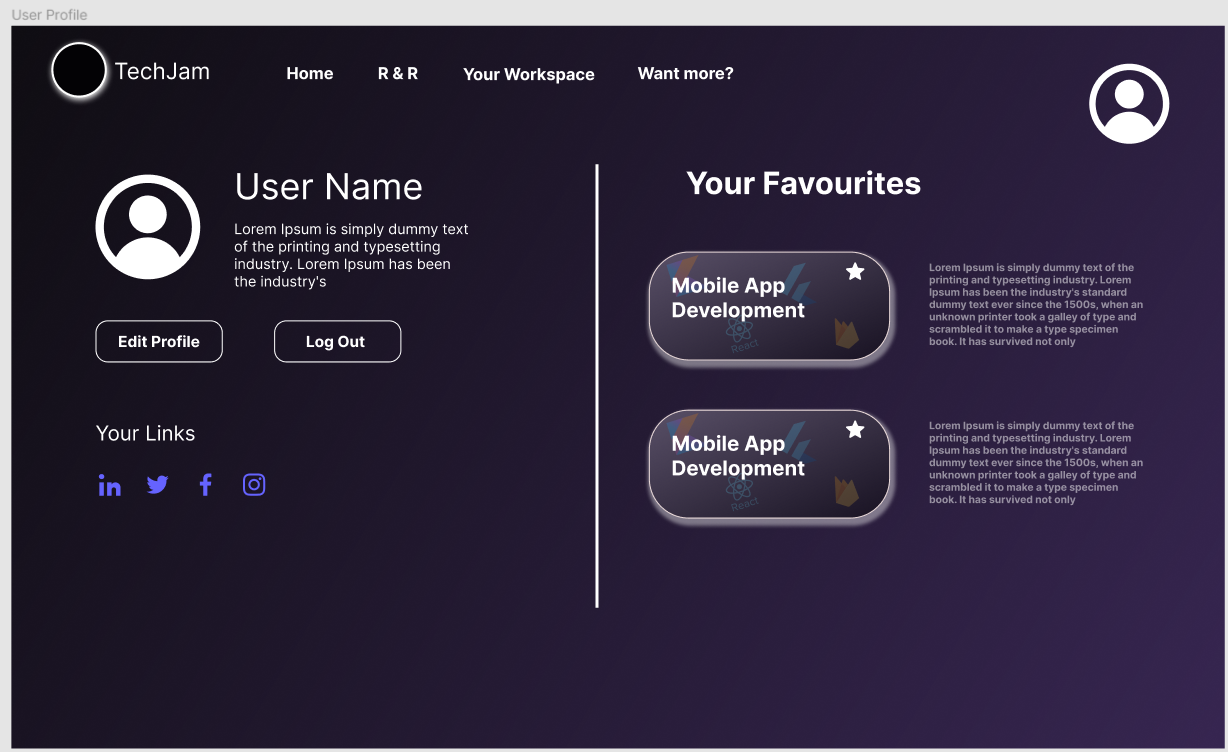 User Profile
TechJam
Home
R & R
Your Workspace
Want more?
User Name
Lorem Ipsum is simply dummy text
of the printing and typesetting
industry. Lorem Ipsum has been
the industry's
Edit Profile
Log Out
Your Links
Your Favourites
Mobile App
Development
React
Lorem Ipsum is simply dummy text of the
printing and typesetting industry. Lorem
Ipsum has been the industry's standard
dummy text ever since the 1500s, when an
unknown printer took a galley of type and
scrambled it to make a type specimen
book. It has survived not only
Mobile App
Development
React
Lorem Ipsum is simply dummy text of the
printing and typesetting industry. Lorem
Ipsum has been the industry's standard
dummy text ever since the 1500s, when an
unknown printer took a galley of type and
scrambled it to make a type specimen
book. It has survived not only